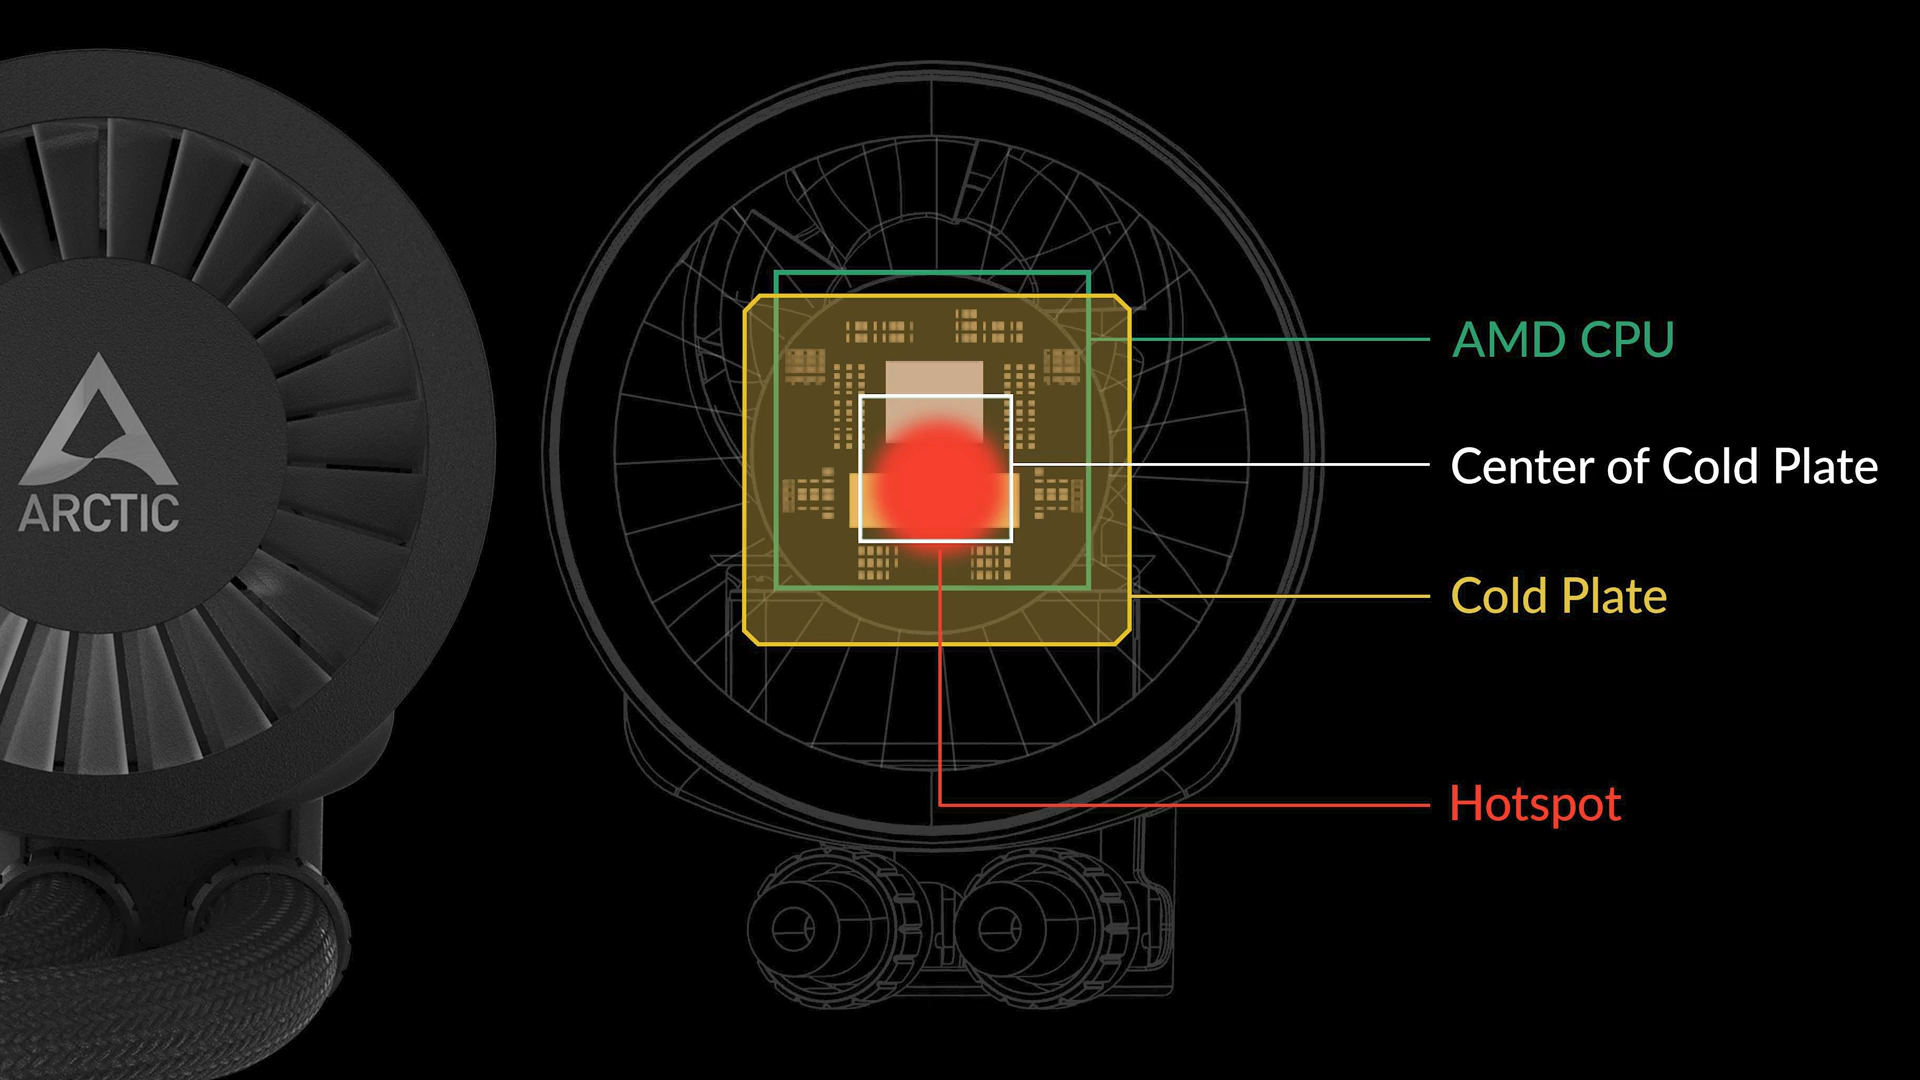 ARCTIC
AMD CPU
Center of Cold Plate
Cold Plate
Hotspot